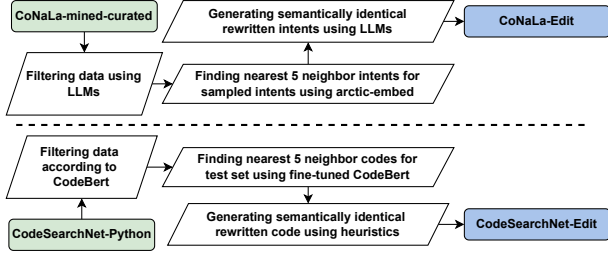 CoNaLa-mined-curated
Generating semantically identical
rewritten intents using LLMs
CoNaLa-Edit
Filtering data using
LLMs
Finding nearest 5 neighbor intents for
sampled intents using arctic-embed
Filtering data
according to
CodeBert
Finding nearest 5 neighbor codes for
test set using fine-tuned CodeBert
CodeSearchNet-Python
Generating semantically identical
rewritten code using heuristics
CodeSearchNet-Edit